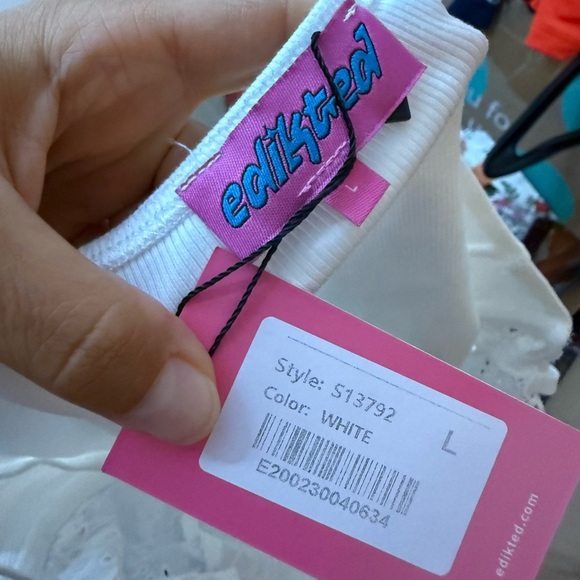 edikted
L
Style: S13792
Color: WHITE
L
E200230040634
edikted.com